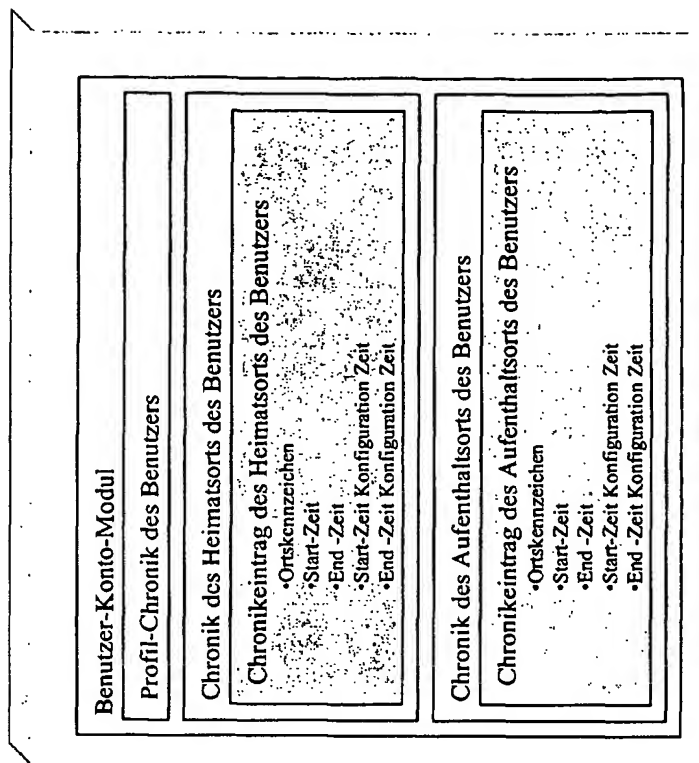 Benutzer-Konto-Modul
Profil-Chronik des Benutzers
Chronik des Heimatsorts des Benutzers
Chronikeintrag des Heimatsorts des Benutzers
•Ortskennzeichen
•Start-Zeit
•End -Zeit
•Start-Zeit Konfiguration Zeit
•End -Zeit Konfiguration Zeit
Chronik des Aufenthaltsorts des Benutzers
Chronikeintrag des Aufenthaltsorts des Benutzers
•Ortskennzeichen
•Start-Zeit
•End -Zeit
•Start-Zeit Konfiguration Zeit
•End -Zeit Konfiguration Zeit